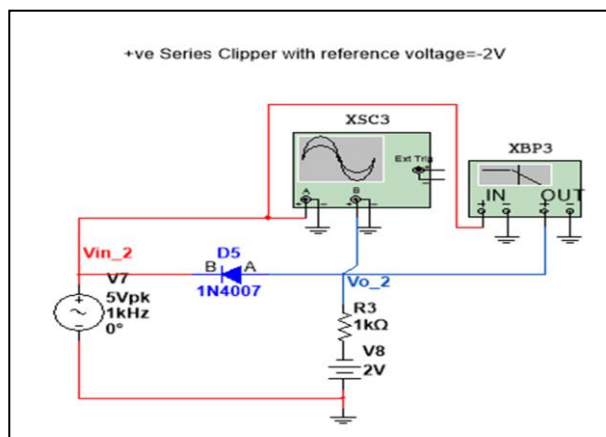 +ve Series Clipper with reference voltage=-2V
XSC3
Ext Trig
+
-
A
B
+ -
+ -
XBP3
IN
OUT
+ -
+ -
Vin_2
D5
B
A
1N4007
Vo_2
V7
+
5Vpk
1kHz
0°
-
R3
1kΩ
V8
2V